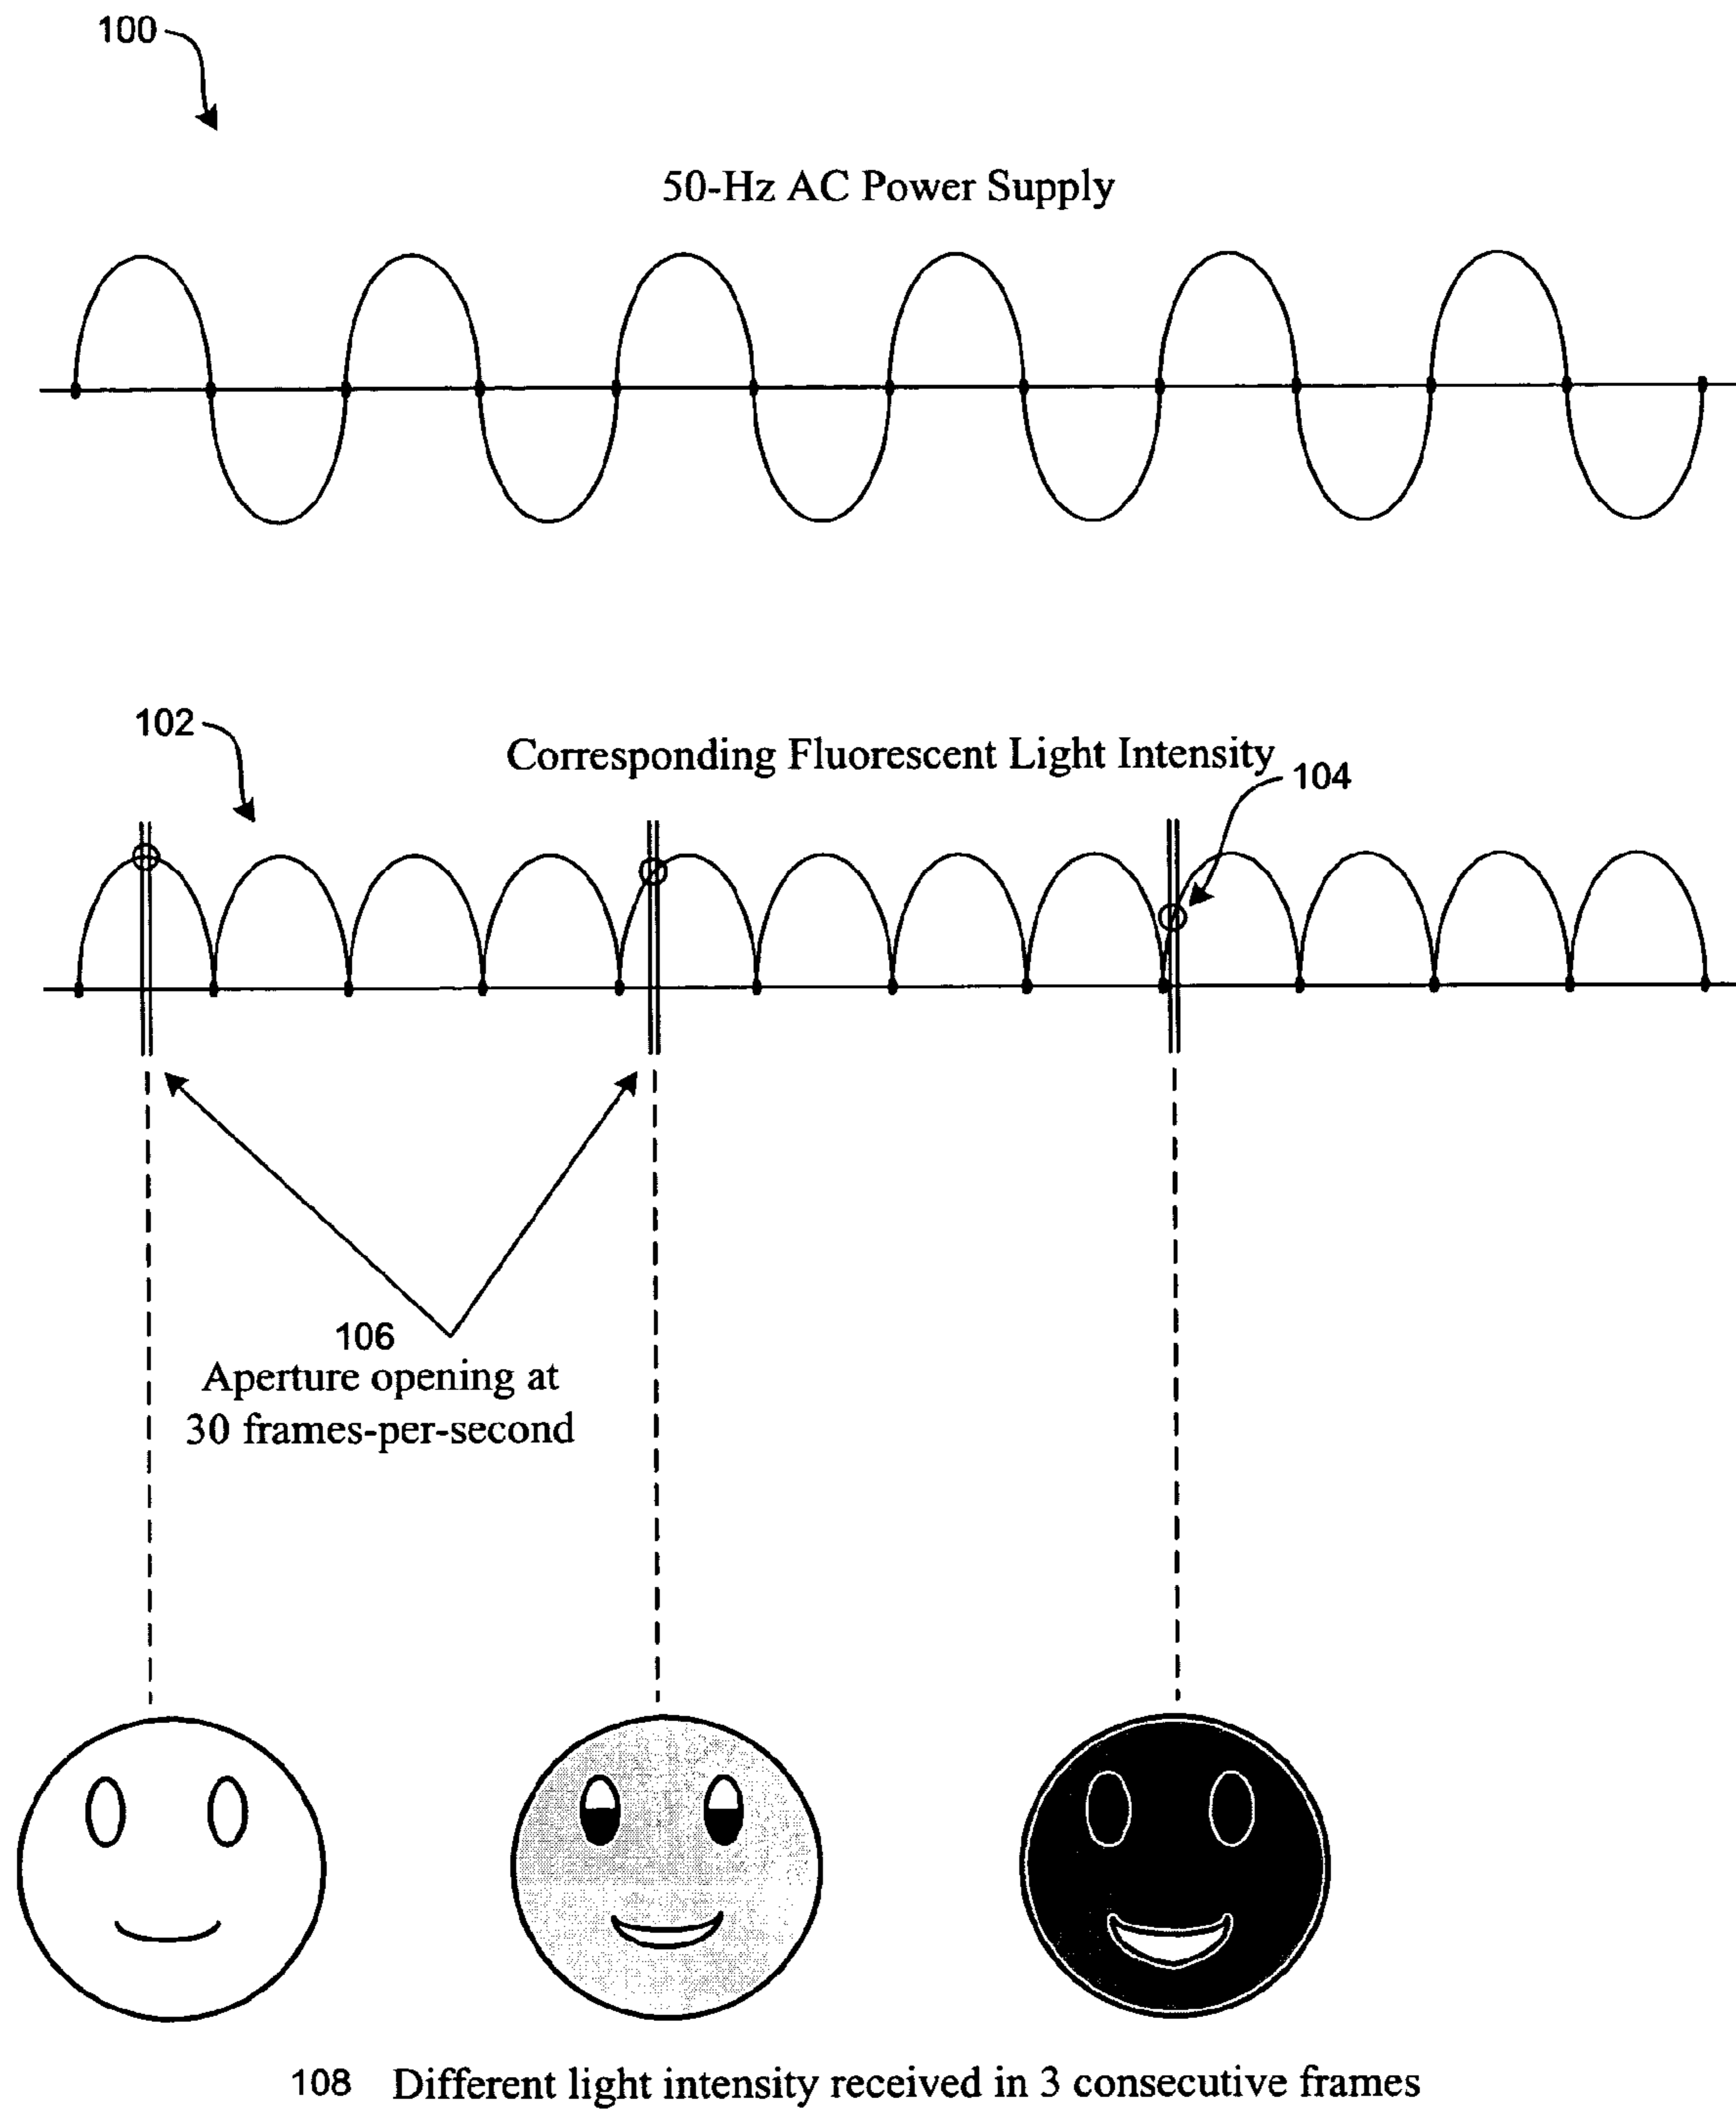 100
50-Hz AC Power Supply
102
Corresponding Fluorescent Light Intensity
104
106
Aperture opening at
30 frames-per-second
108 Different light intensity received in 3 consecutive frames